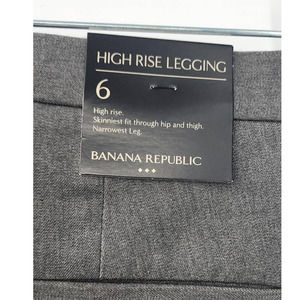 HIGH RISE LEGGING
6
High rise.
Skinniest fit through hip and thigh.
Narrowest Leg.
BANANA REPUBLIC